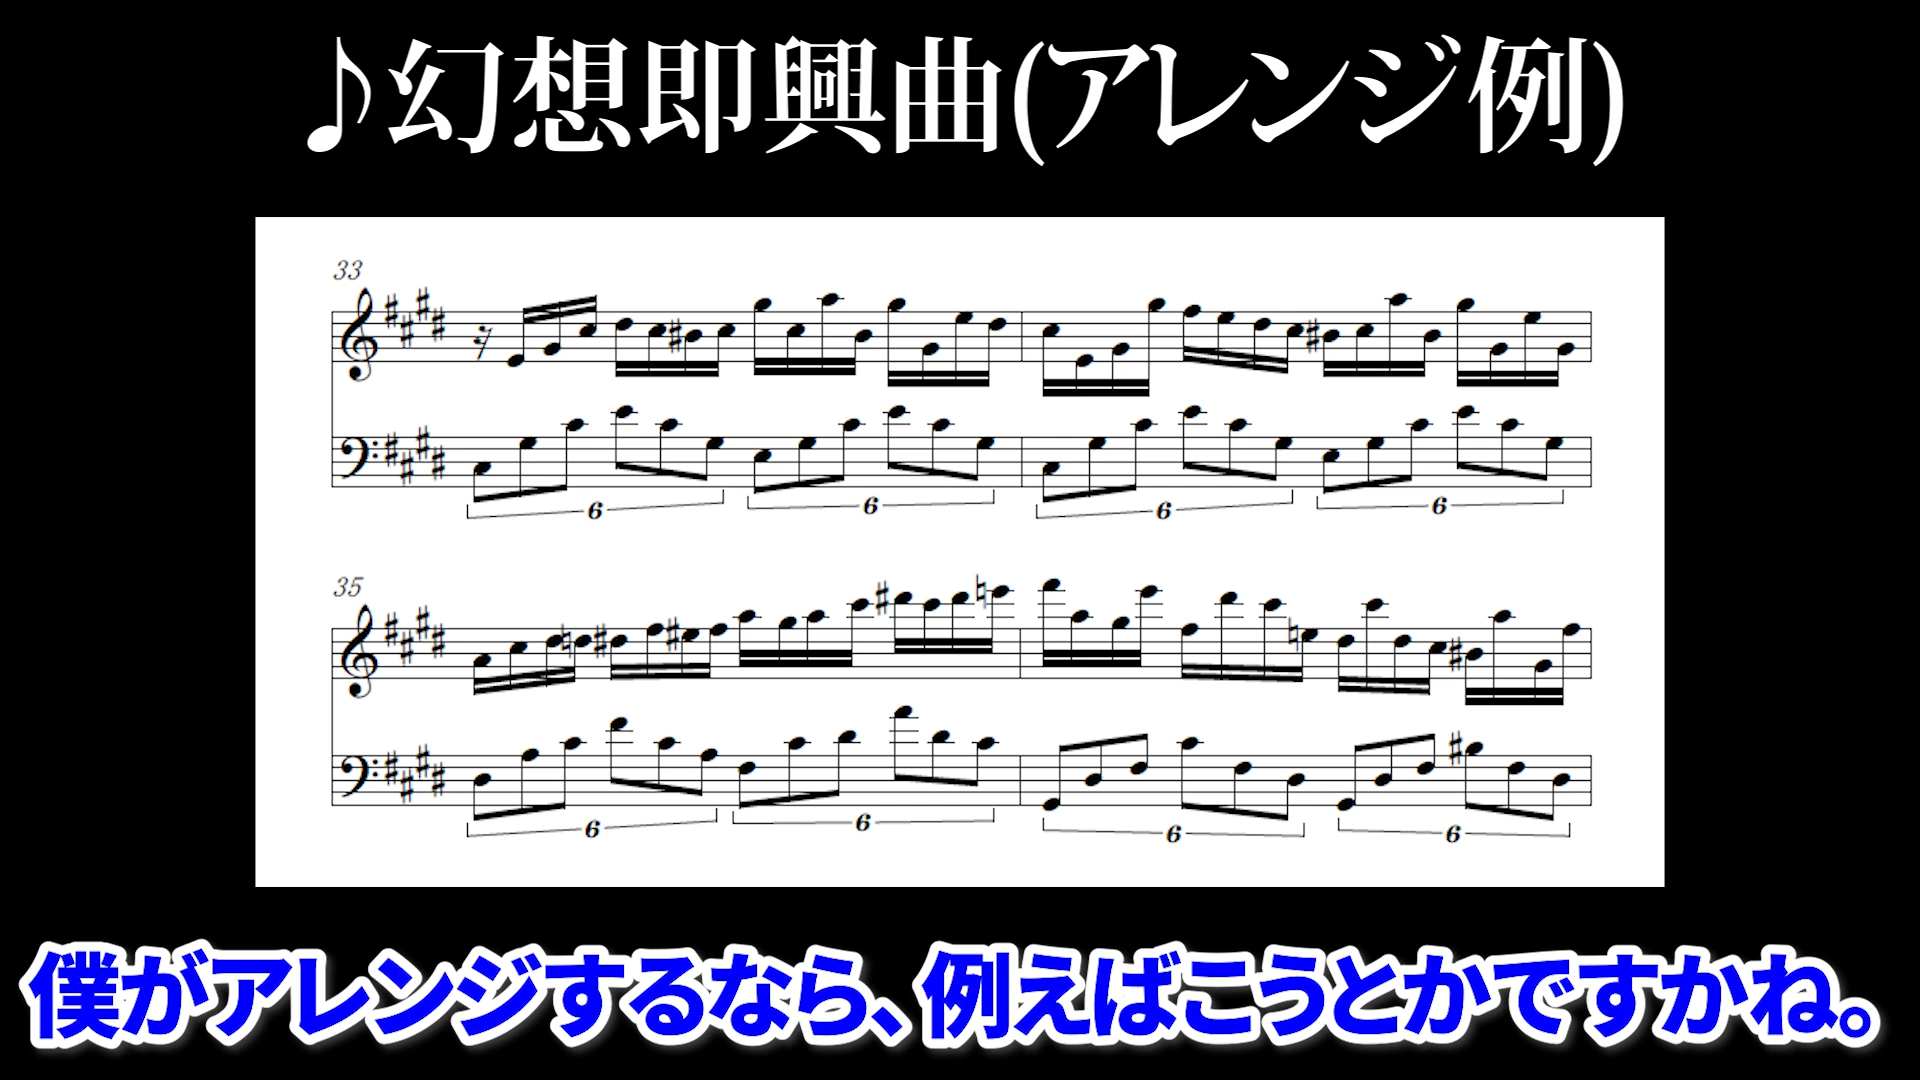 ♪幻想即興曲(アレンジ例)
33
6 6 6 6
35
6 6 6 6
僕がアレンジするなら、例えばこうとかですかね。